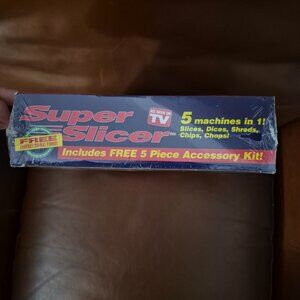 AS SEEN ON
TV
Super
Slicer
FREE
5 machines in 1!
Slices, Dices, Shreds,
Chips, Chops!
Includes FREE 5 Piece Accessory Kit!